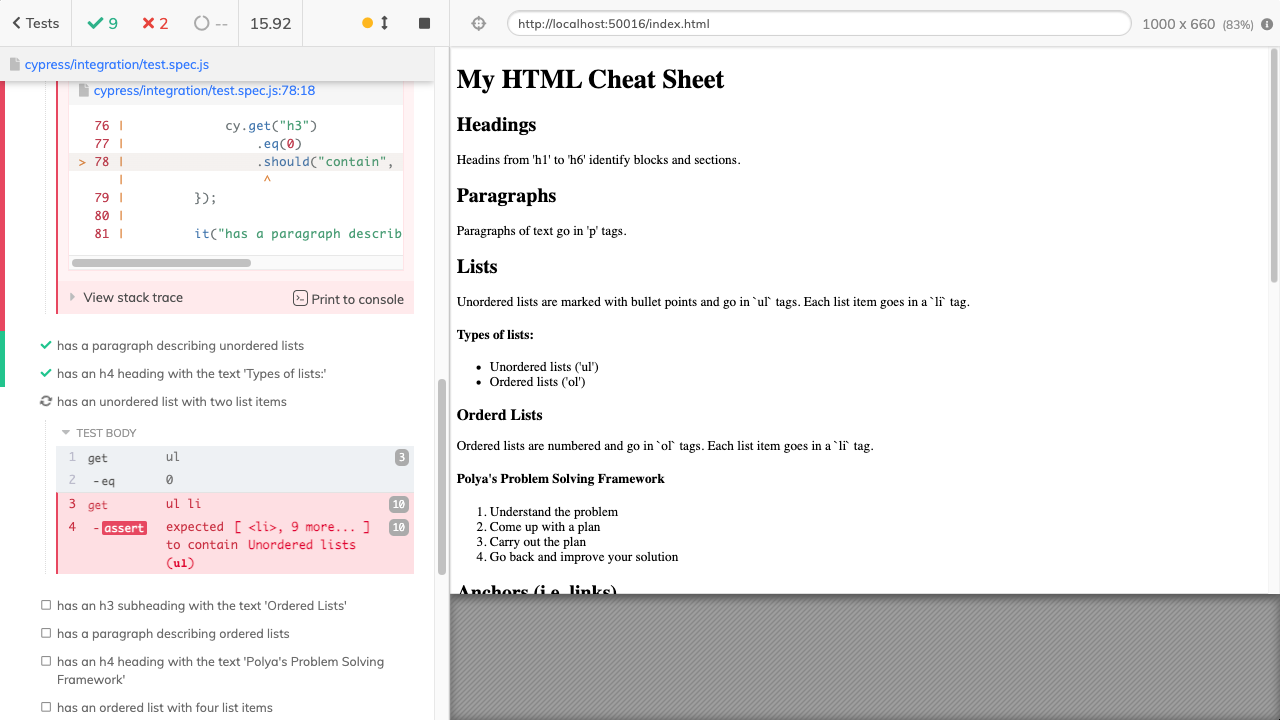 Tests
9
2
--
15.92
http://localhost:50016/index.html
1000 x 660 (83%)
cypress/integration/test.spec.js
cypress/integration/test.spec.js:78:18
76 | cy.get("h3")
77 | .eq(0)
> 78 | .should("contain",
| ^
79 | });
80 |
81 | it("has a paragraph describ
View stack trace
Print to console
has a paragraph describing unordered lists
has an h4 heading with the text 'Types of lists:'
has an unordered list with two list items
TEST BODY
1 get ul 3
2 -eq 0
3 get ul li 10
4 -assert expected [ <li>, 9 more... ] 10
to contain Unordered lists
(ul)
has an h3 subheading with the text 'Ordered Lists'
has a paragraph describing ordered lists
has an h4 heading with the text 'Polya's Problem Solving
Framework'
has an ordered list with four list items
My HTML Cheat Sheet
Headings
Headins from 'h1' to 'h6' identify blocks and sections.
Paragraphs
Paragraphs of text go in 'p' tags.
Lists
Unordered lists are marked with bullet points and go in `ul` tags. Each list item goes in a `li` tag.
Types of lists:
• Unordered lists ('ul')
• Ordered lists ('ol')
Orderd Lists
Ordered lists are numbered and go in `ol` tags. Each list item goes in a `li` tag.
Polya's Problem Solving Framework
1. Understand the problem
2. Come up with a plan
3. Carry out the plan
4. Go back and improve your solution
Anchors (i.e. links)